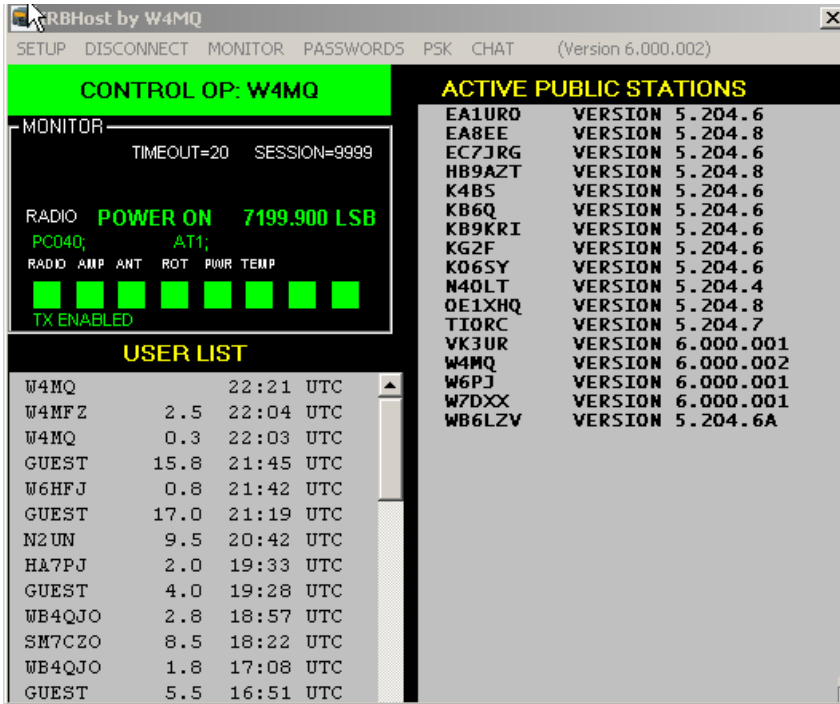 RBHost by W4MQ
SETUP DISCONNECT MONITOR PASSWORDS PSK CHAT (Version 6.000.002)
CONTROL OP: W4MQ
MONITOR
TIMEOUT=20 SESSION=9999
RADIO POWER ON 7199.900 LSB
PC040; AT1;
RADIO AMP ANT ROT PWR TEMP
TX ENABLED
USER LIST
W4MQ 22:21 UTC
W4MFZ 2.5 22:04 UTC
W4MQ 0.3 22:03 UTC
GUEST 15.8 21:45 UTC
W6HFJ 0.8 21:42 UTC
GUEST 17.0 21:19 UTC
N2UN 9.5 20:42 UTC
HA7PJ 2.0 19:33 UTC
GUEST 4.0 19:28 UTC
WB4QJO 2.8 18:57 UTC
SM7CZO 8.5 18:22 UTC
WB4QJO 1.8 17:08 UTC
GUEST 5.5 16:51 UTC
ACTIVE PUBLIC STATIONS
EA1URO VERSION 5.204.6
EA8EE VERSION 5.204.8
EC7JRG VERSION 5.204.6
HB9AZT VERSION 5.204.8
K4BS VERSION 5.204.6
KB6Q VERSION 5.204.6
KB9KRI VERSION 5.204.6
KG2F VERSION 5.204.6
KO6SY VERSION 5.204.6
N4OLT VERSION 5.204.4
OE1XHQ VERSION 5.204.8
TI0RC VERSION 5.204.7
VK3UR VERSION 6.000.001
W4MQ VERSION 6.000.002
W6PJ VERSION 6.000.001
W7DXX VERSION 6.000.001
WB6LZV VERSION 5.204.6A